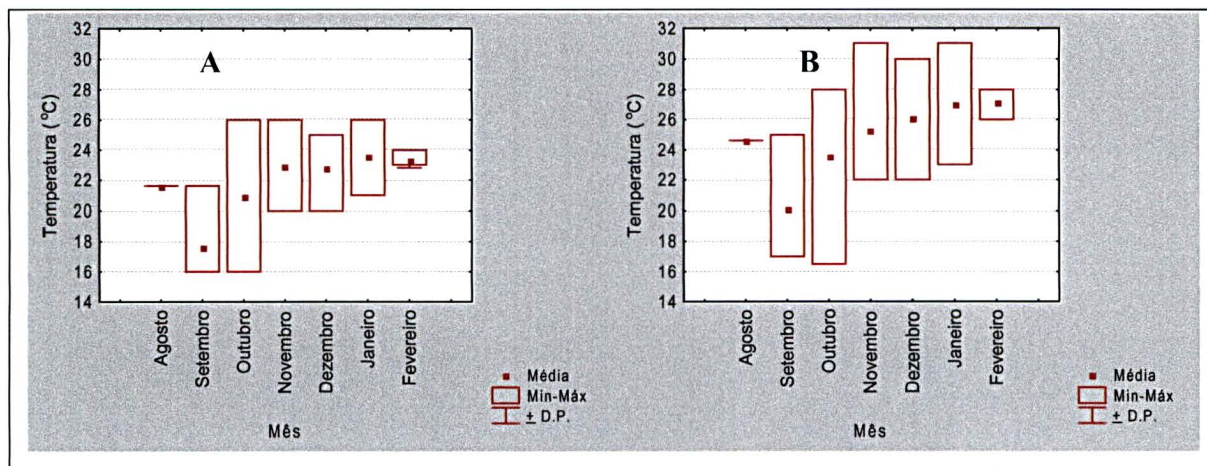 A
Temperatura (ºC)
32
30
28
26
24
22
20
18
16
14
Agosto
Setembro
Outubro
Novembro
Dezembro
Janeiro
Fevereiro
Mês
Média
Min-Máx
± D.P.
B
Temperatura (ºC)
32
30
28
26
24
22
20
18
16
14
Agosto
Setembro
Outubro
Novembro
Dezembro
Janeiro
Fevereiro
Mês
Média
Min-Máx
± D.P.